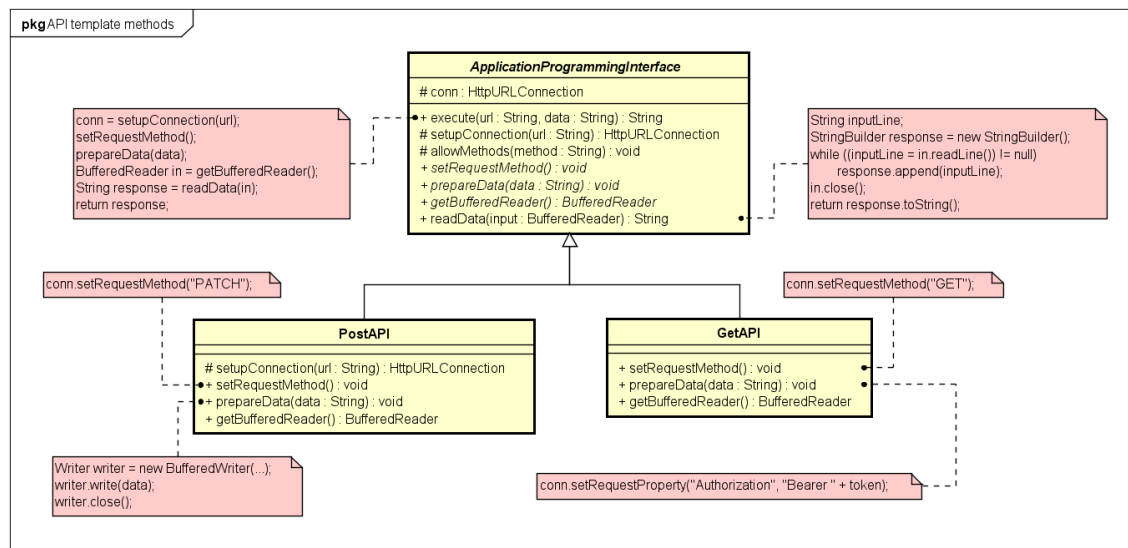 pkg API template methods
ApplicationProgrammingInterface
# conn : HttpURLConnection
+ execute(url : String, data : String) : String
# setupConnection(url : String) : HttpURLConnection
# allowMethods(method : String) : void
+ setRequestMethod() : void
+ prepareData(data : String) : void
+ getBufferedReader() : BufferedReader
+ readData(input : BufferedReader) : String
conn = setupConnection(url);
setRequestMethod();
prepareData(data);
BufferedReader in = getBufferedReader();
String response = readData(in);
return response;
String inputLine;
StringBuilder response = new StringBuilder();
while ((inputLine = in.readLine()) != null)
response.append(inputLine);
in.close();
return response.toString();
conn.setRequestMethod("PATCH");
conn.setRequestMethod("GET");
PostAPI
# setupConnection(url : String) : HttpURLConnection
+ setRequestMethod() : void
+ prepareData(data : String) : void
+ getBufferedReader() : BufferedReader
GetAPI
+ setRequestMethod() : void
+ prepareData(data : String) : void
+ getBufferedReader() : BufferedReader
Writer writer = new BufferedWriter(...);
writer.write(data);
writer.close();
conn.setRequestProperty("Authorization", "Bearer " + token);